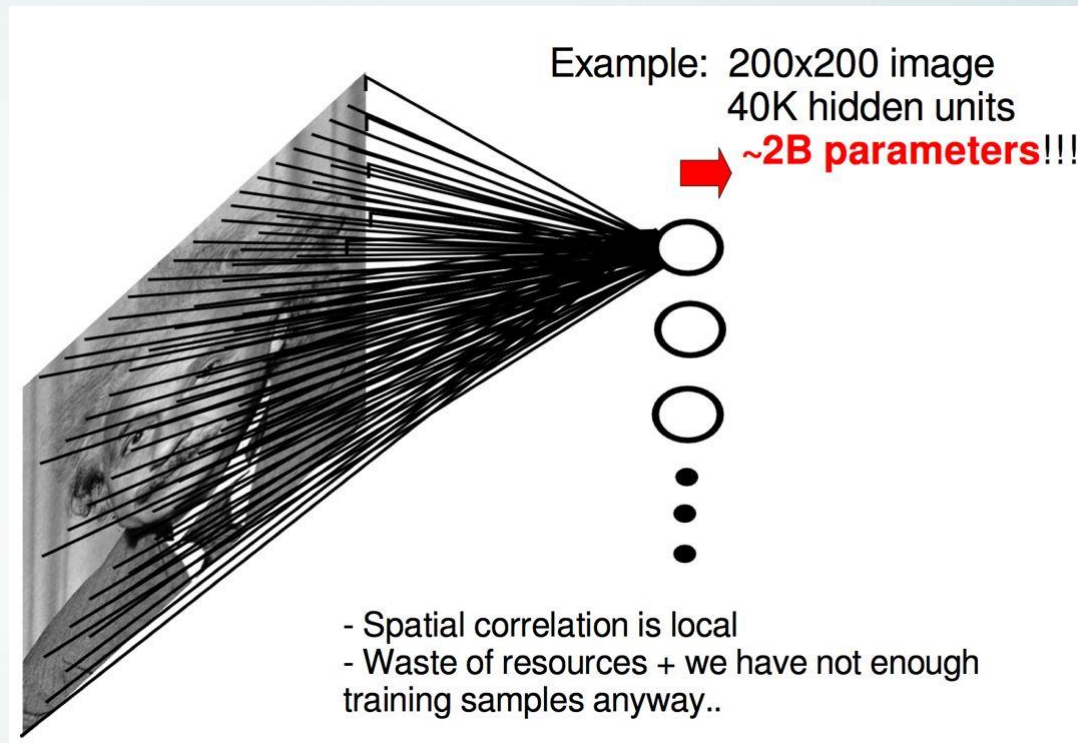 Example: 200x200 image
40K hidden units
~2B parameters!!!
- Spatial correlation is local
- Waste of resources + we have not enough
training samples anyway..